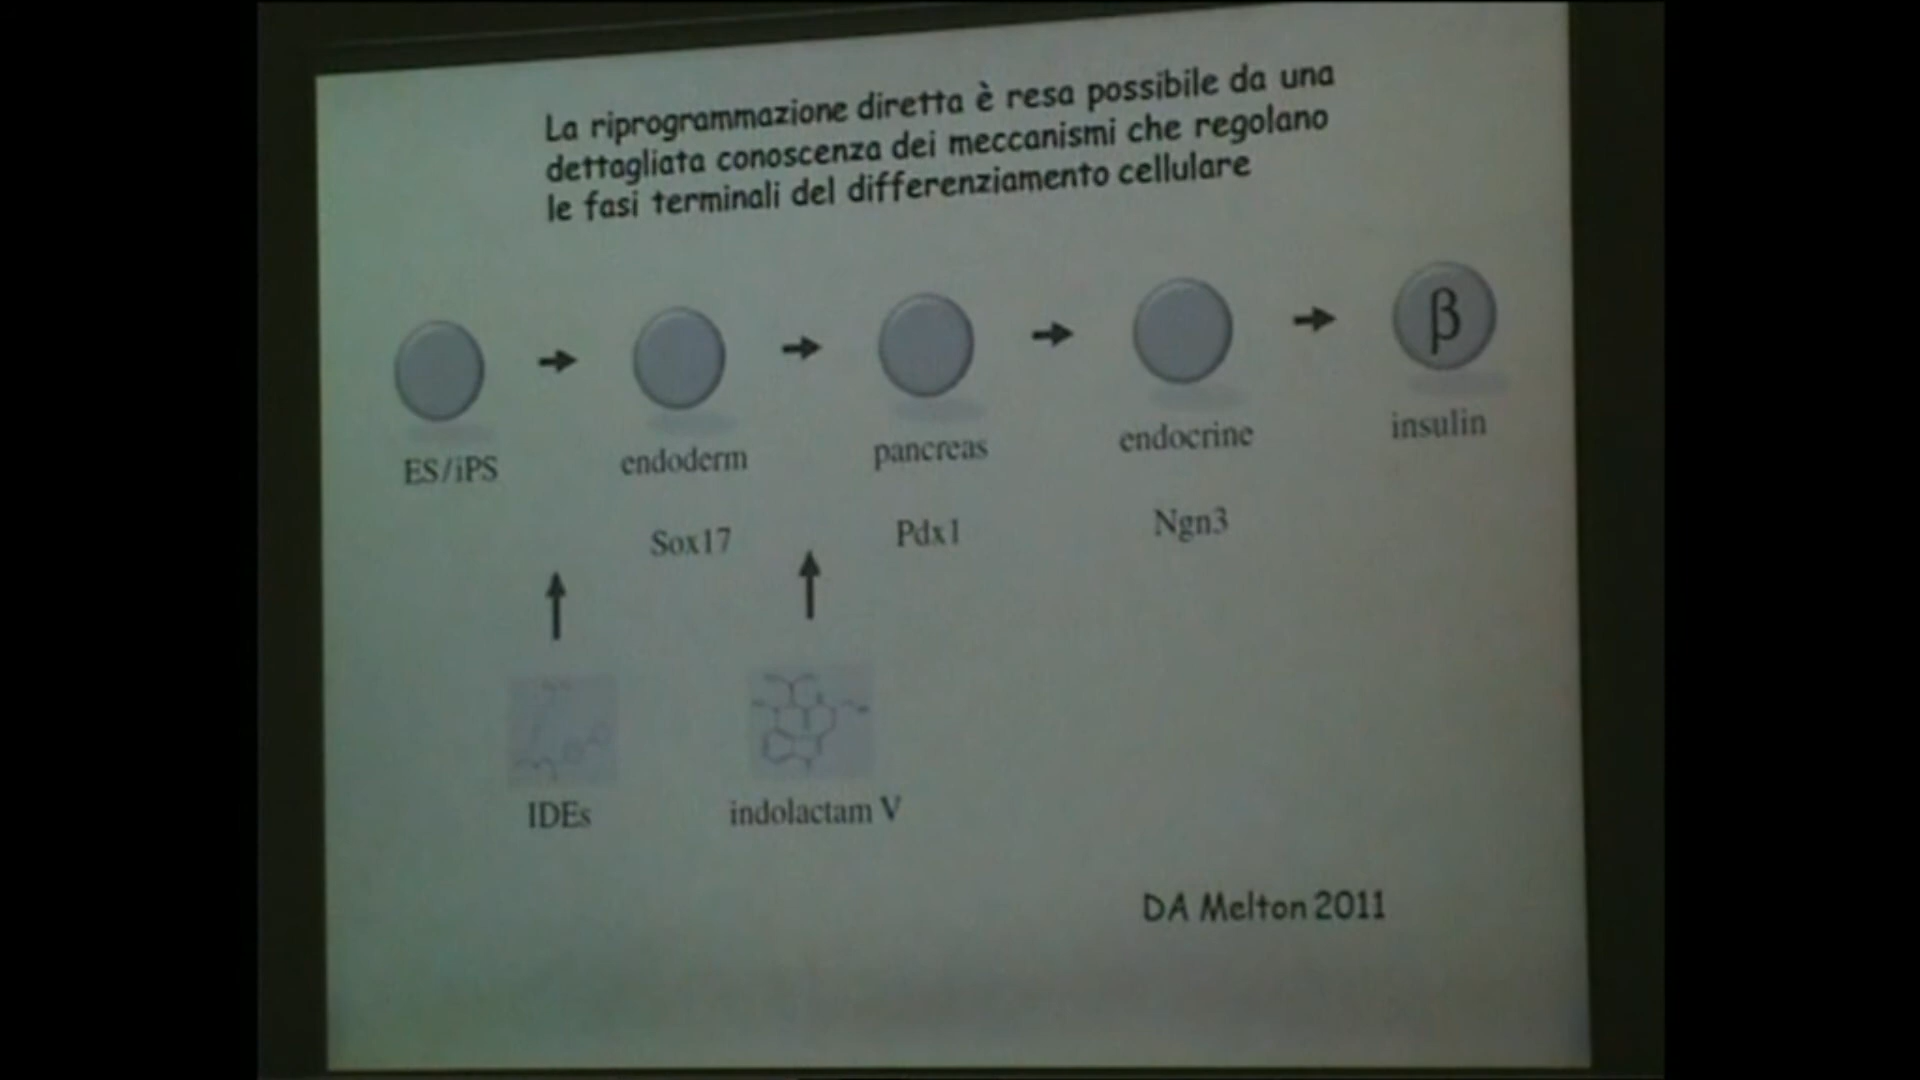 La riprogrammazione diretta è resa possibile da una
dettagliata conoscenza dei meccanismi che regolano
le fasi terminali del differenziamento cellulare
β
ES/iPS
endoderm
pancreas
endocrine
insulin
Sox17
Pdx1
Ngn3
IDEs
indolactam V
DA Melton 2011